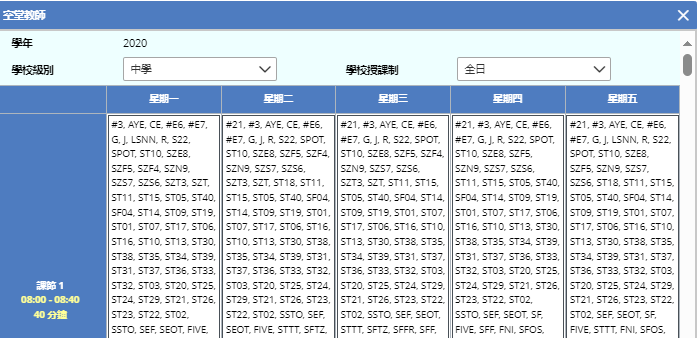 空堂教師
學年 2020
學校級別 中學 學校授課制 全日
星期一 星期二 星期三 星期四 星期五
課節 1
08:00 - 08:40
40 分鐘
#3, AYE, CE, #E6, #E7,
G, J, LSNN, R, S22,
SPOT, ST10, SZE8,
SZF5, SZF4, SZN9,
SZS7, SZS6, SZT3, SZT,
ST11, ST15, ST05, ST40,
SF04, ST14, ST09, ST19,
ST01, ST07, ST17, ST06,
ST16, ST10, ST13, ST30,
ST38, ST35, ST34, ST39,
ST31, ST37, ST36, ST33,
ST32, ST03, ST20, ST25,
ST24, ST29, ST21, ST26,
ST23, ST22, ST02,
SSTO, SEF, SEOT, FIVE,
#21, #3, AYE, CE, #E6,
#E7, G, J, R, S22, SPOT,
ST10, SZE8, SZF5, SZF4,
SZN9, SZS7, SZS6,
SZT3, SZT, ST18, ST11,
ST15, ST05, ST40, SF04,
ST14, ST09, ST19, ST01,
ST07, ST17, ST06, ST16,
ST10, ST13, ST30, ST38,
ST35, ST34, ST39, ST31,
ST37, ST36, ST33, ST32,
ST03, ST20, ST25, ST24,
ST29, ST21, ST26, ST23,
ST22, ST02, SSTO, SEF,
SEOT, FIVE, STTT, SFTZ,
#21, #3, AYE, CE, #E6,
#E7, G, J, R, S22, SPOT,
ST10, SZE8, SZF5, SZF4,
SZN9, SZS7, SZS6,
SZT3, SZT, ST11, ST15,
ST05, ST40, SF04, ST14,
ST09, ST19, ST01, ST07,
ST17, ST06, ST16, ST10,
ST13, ST30, ST38, ST35,
ST34, ST39, ST31, ST37,
ST36, ST33, ST32, ST03,
ST20, ST25, ST24, ST29,
ST21, ST26, ST23, ST22,
ST02, SSTO, SEF, SEOT,
STTT, SFTZ, SFFR, SFF,
#21, #3, AYE, CE, #E6,
#E7, G, J, R, S22, SPOT,
ST10, SZE8, SZF5,
SZN9, SZS7, SZS6,
ST11, ST15, ST05, ST40,
SF04, ST14, ST09, ST19,
ST01, ST07, ST17, ST06,
ST16, ST10, ST13, ST30,
ST38, ST35, ST34, ST39,
ST31, ST37, ST36, ST33,
ST32, ST03, ST20, ST25,
ST24, ST29, ST21, ST26,
ST23, ST22, ST02,
SSTO, SEF, SEOT, SF,
FIVE, SFF, FNI, SFOS,
#21, #3, AYE, CE, #E6,
#E7, G, J, LSNN, R, S22,
SPOT, ST10, SZE8,
SZF5, SZN9, SZS7,
SZS6, ST18, ST11, ST15,
ST05, ST40, SF04, ST14,
ST09, ST19, ST01, ST07,
ST17, ST06, ST16, ST10,
ST13, ST30, ST38, ST35,
ST34, ST39, ST31, ST37,
ST36, ST33, ST32, ST03,
ST20, ST25, ST24, ST29,
ST21, ST26, ST23, ST22,
ST02, SEF, SEOT, SF,
FIVE, STTT, FNI, SFOS,